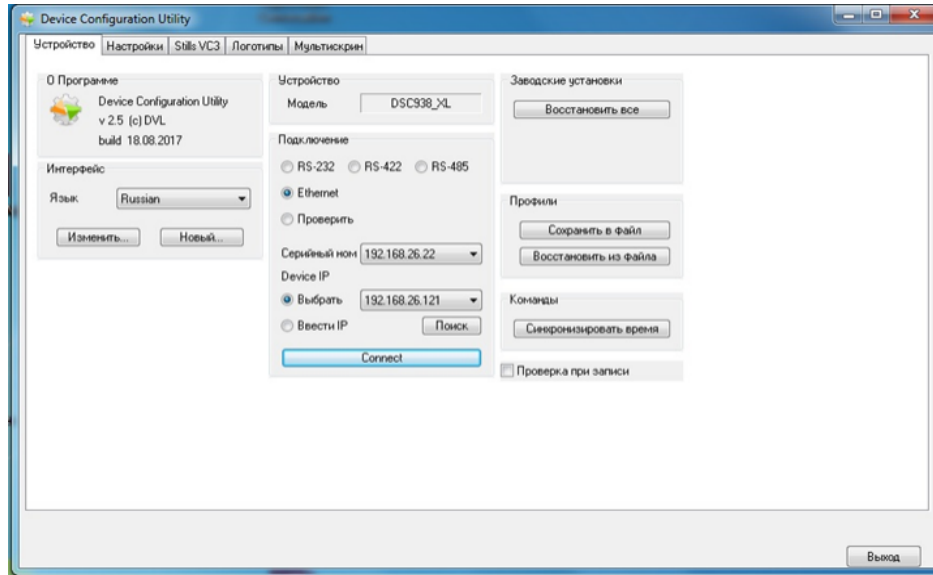 Device Configuration Utility
Устройство Настройки Stills VC3 Логотипы Мультискрин
О Программе
Device Configuration Utility
v 2.5 (c) DVL
build 18.08.2017
Интерфейс
Язык Russian
Изменить... Новый...
Устройство
Модель DSC938_XL
Подключение
RS-232 RS-422 RS-485
Ethernet
Проверить
Серийный ном 192.168.26.22
Device IP
Выбрать 192.168.26.121
Ввести IP Поиск
Connect
Заводские установки
Восстановить все
Профили
Сохранить в файл
Восстановить из файла
Команды
Синхронизировать время
Проверка при записи
Выход